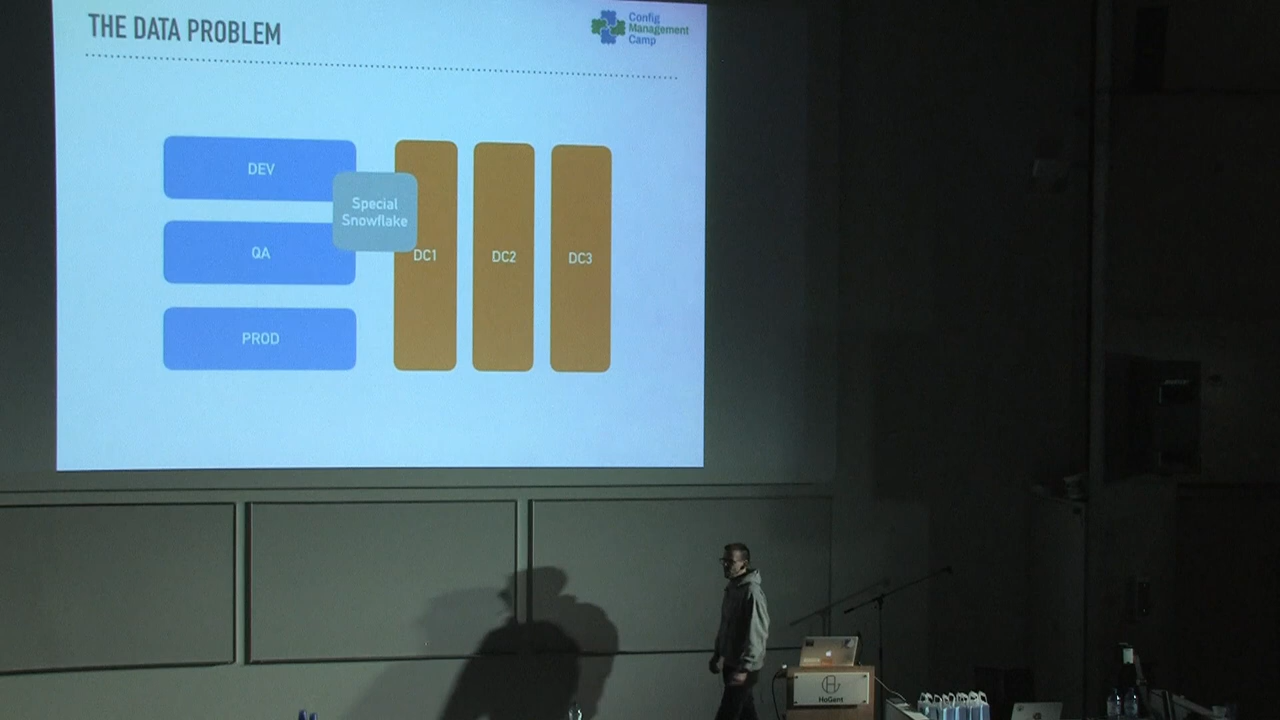 THE DATA PROBLEM
Config
Management
Camp
DEV
QA
PROD
Special
Snowflake
DC1
DC2
DC3
HoGent